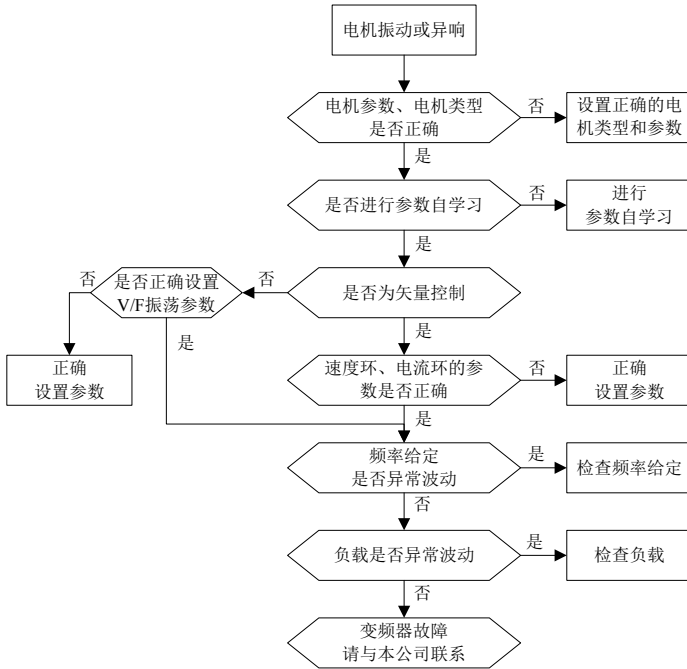 电机振动或异响
电机参数、电机类型
是否正确
否
设置正确的电
机类型和参数
是
是否进行参数自学习
否
进行
参数自学习
是
否
是否正确设置
V/F振荡参数
否
是否为矢量控制
是
是
正确
设置参数
速度环、电流环的参
数是否正确
否
正确
设置参数
是
频率给定
是否异常波动
是
检查频率给定
否
负载是否异常波动
是
检查负载
否
变频器故障
请与本公司联系